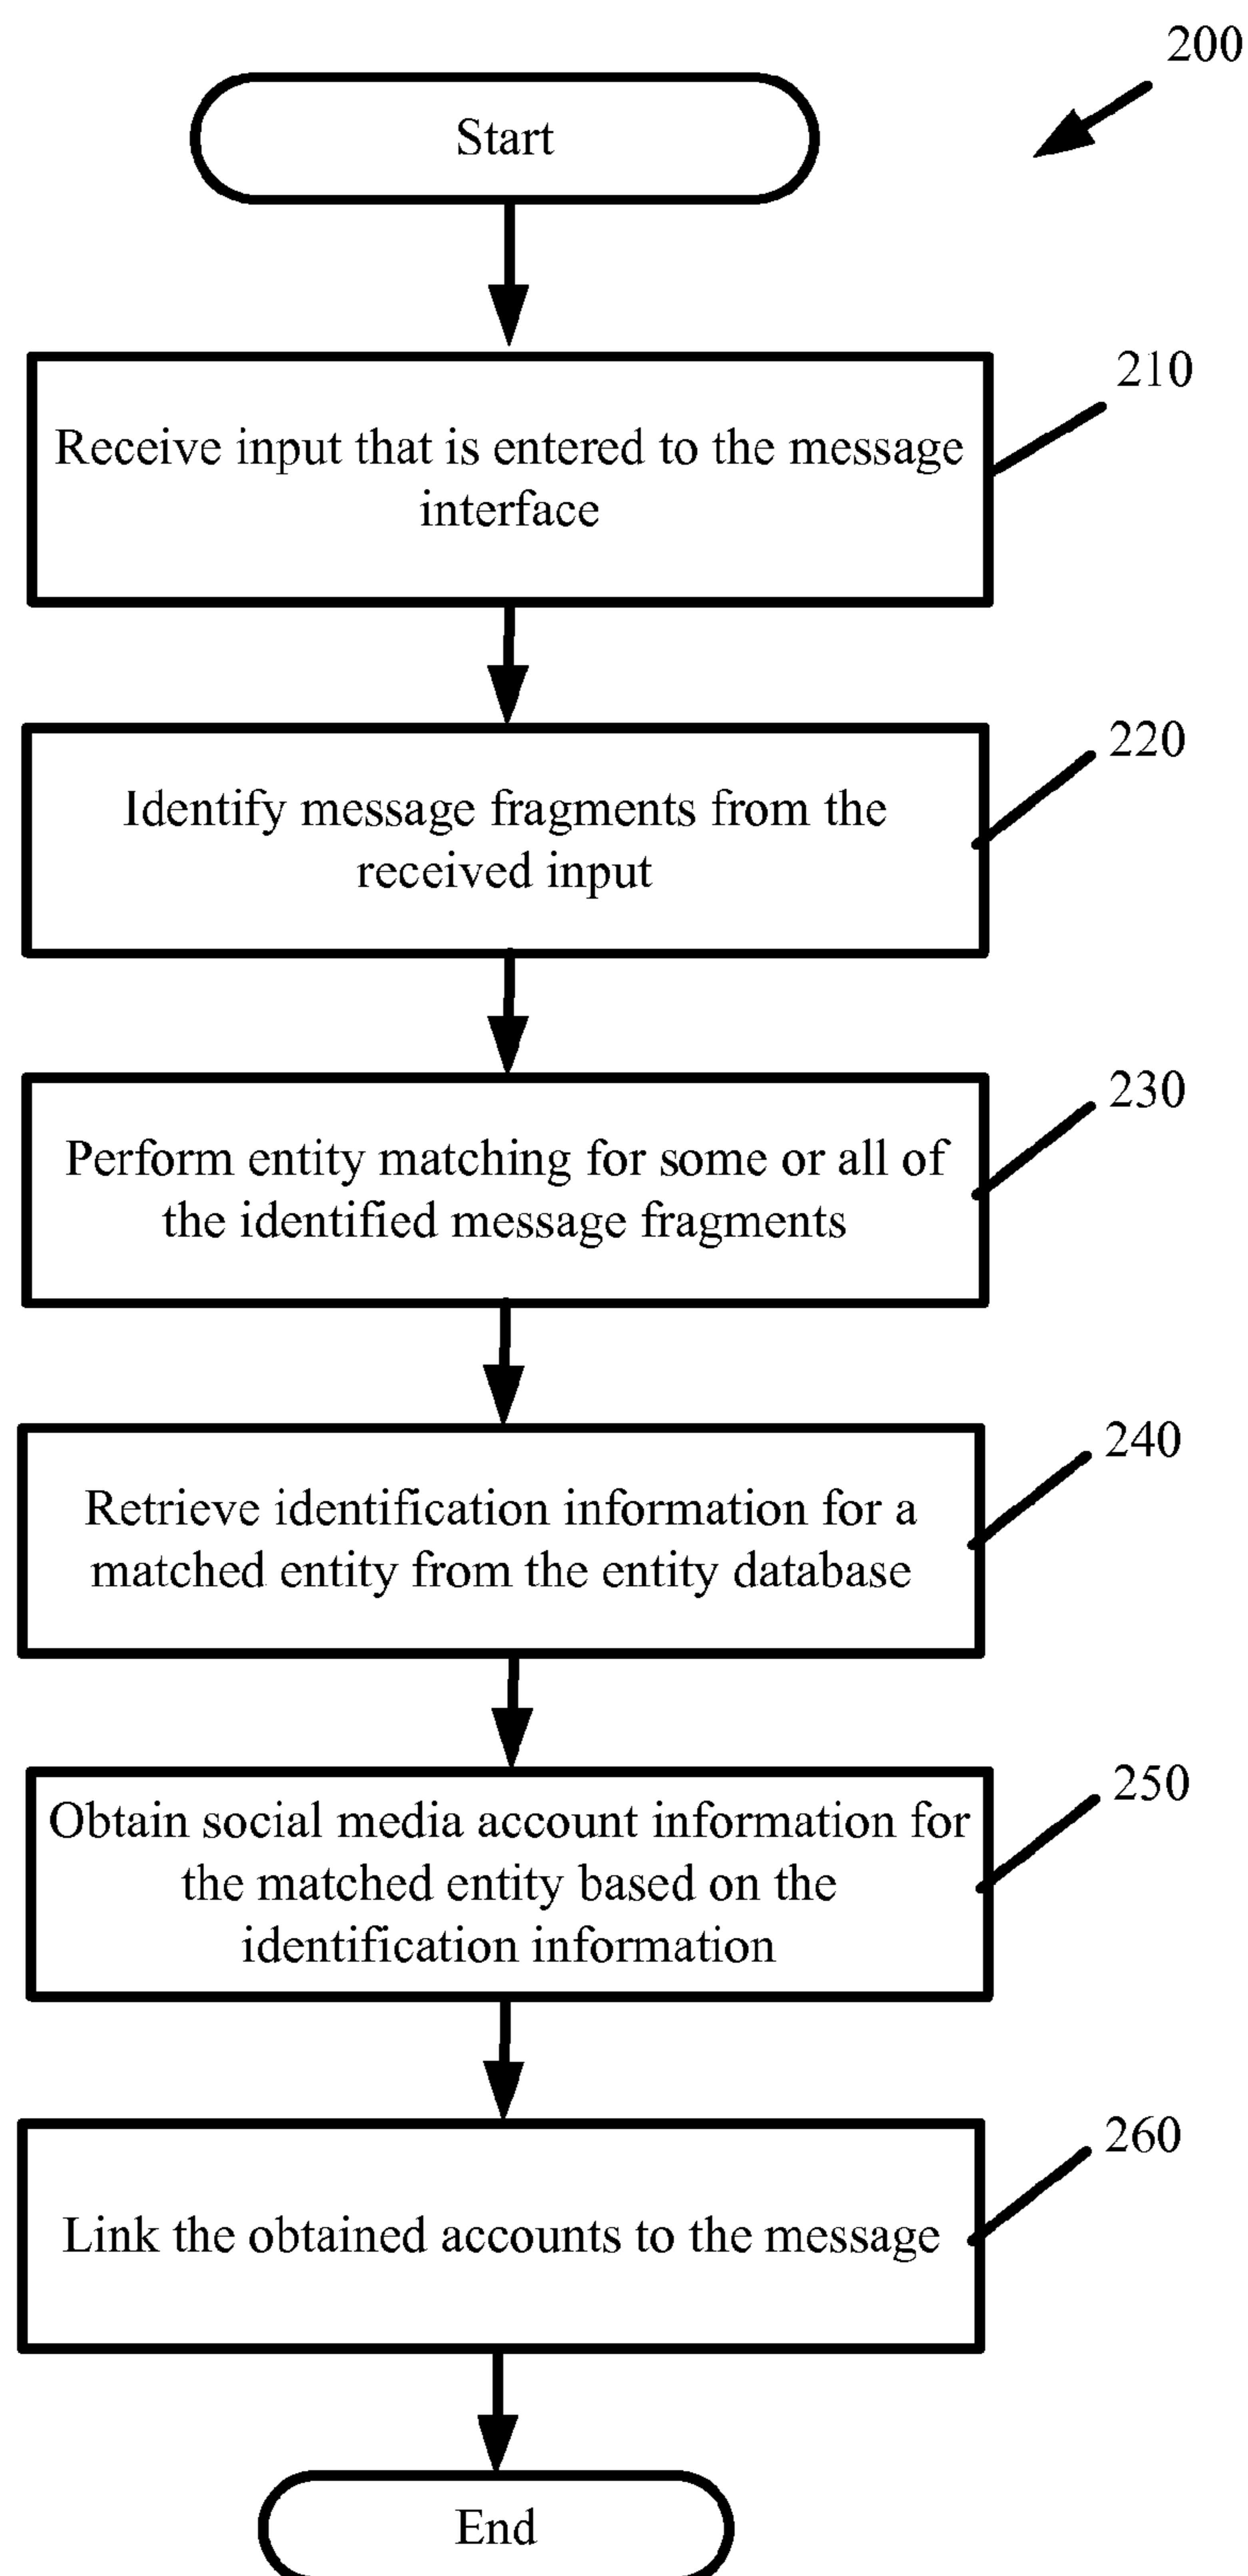 200
Start
210
Receive input that is entered to the message
interface
220
Identify message fragments from the
received input
230
Perform entity matching for some or all of
the identified message fragments
240
Retrieve identification information for a
matched entity from the entity database
250
Obtain social media account information for
the matched entity based on the
identification information
260
Link the obtained accounts to the message
End